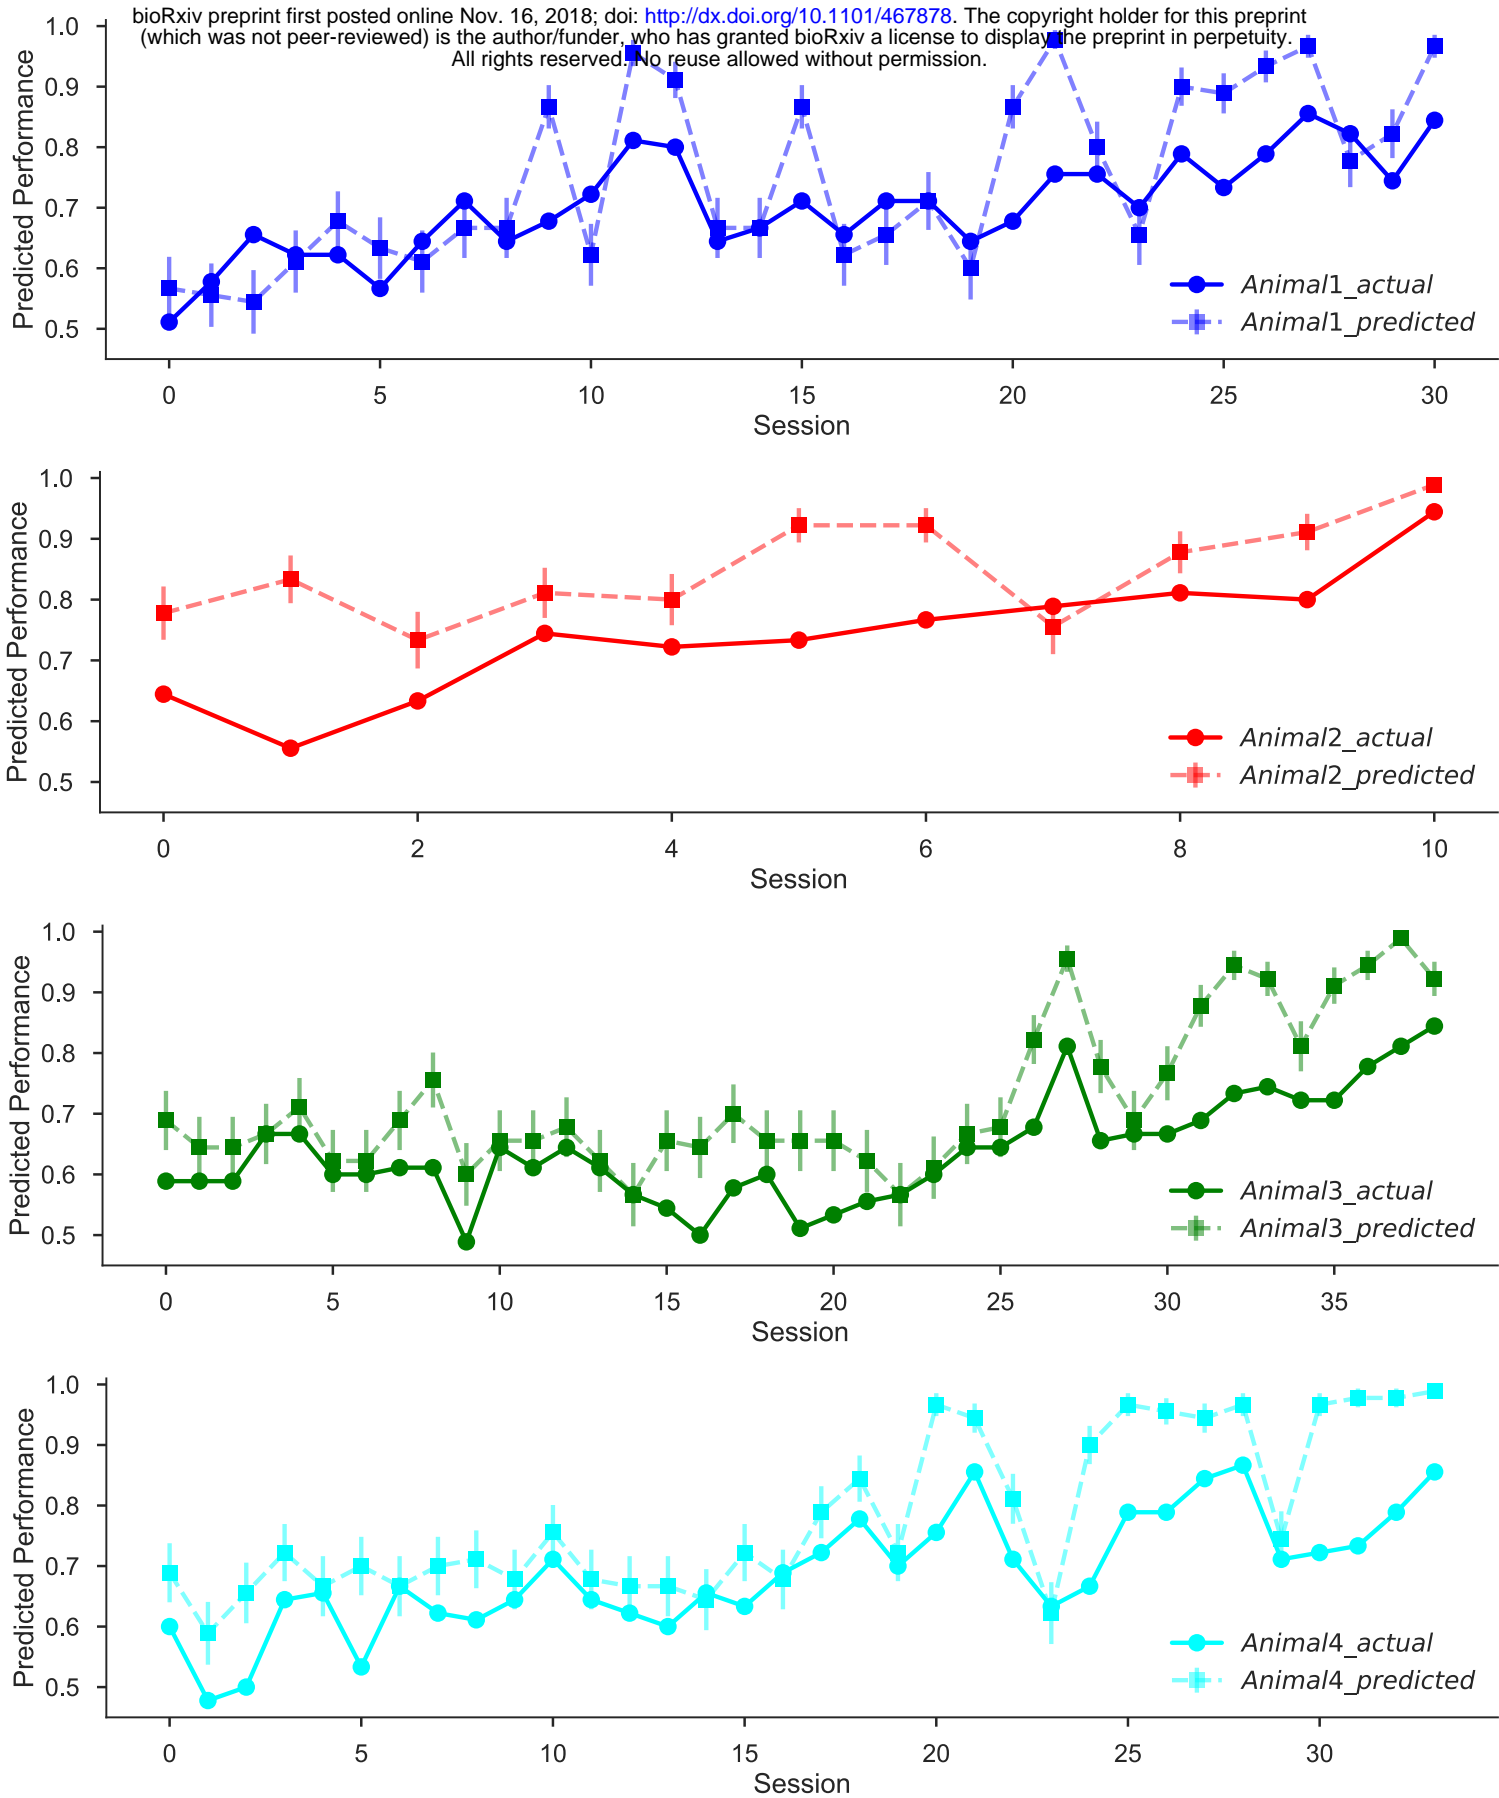 bioRxiv preprint first posted online Nov. 16, 2018; doi: http://dx.doi.org/10.1101/467878. The copyright holder for this preprint
(which was not peer-reviewed) is the author/funder, who has granted bioRxiv a license to display the preprint in perpetuity.
All rights reserved. No reuse allowed without permission.
1.0
0.9
0.8
0.7
0.6
0.5
Predicted Performance
Animal1_actual
Animal1_predicted
0 5 10 15 20 25 30
Session
1.0
0.9
0.8
0.7
0.6
0.5
Predicted Performance
Animal2_actual
Animal2_predicted
0 2 4 6 8 10
Session
1.0
0.9
0.8
0.7
0.6
0.5
Predicted Performance
Animal3_actual
Animal3_predicted
0 5 10 15 20 25 30 35
Session
1.0
0.9
0.8
0.7
0.6
0.5
Predicted Performance
Animal4_actual
Animal4_predicted
0 5 10 15 20 25 30
Session